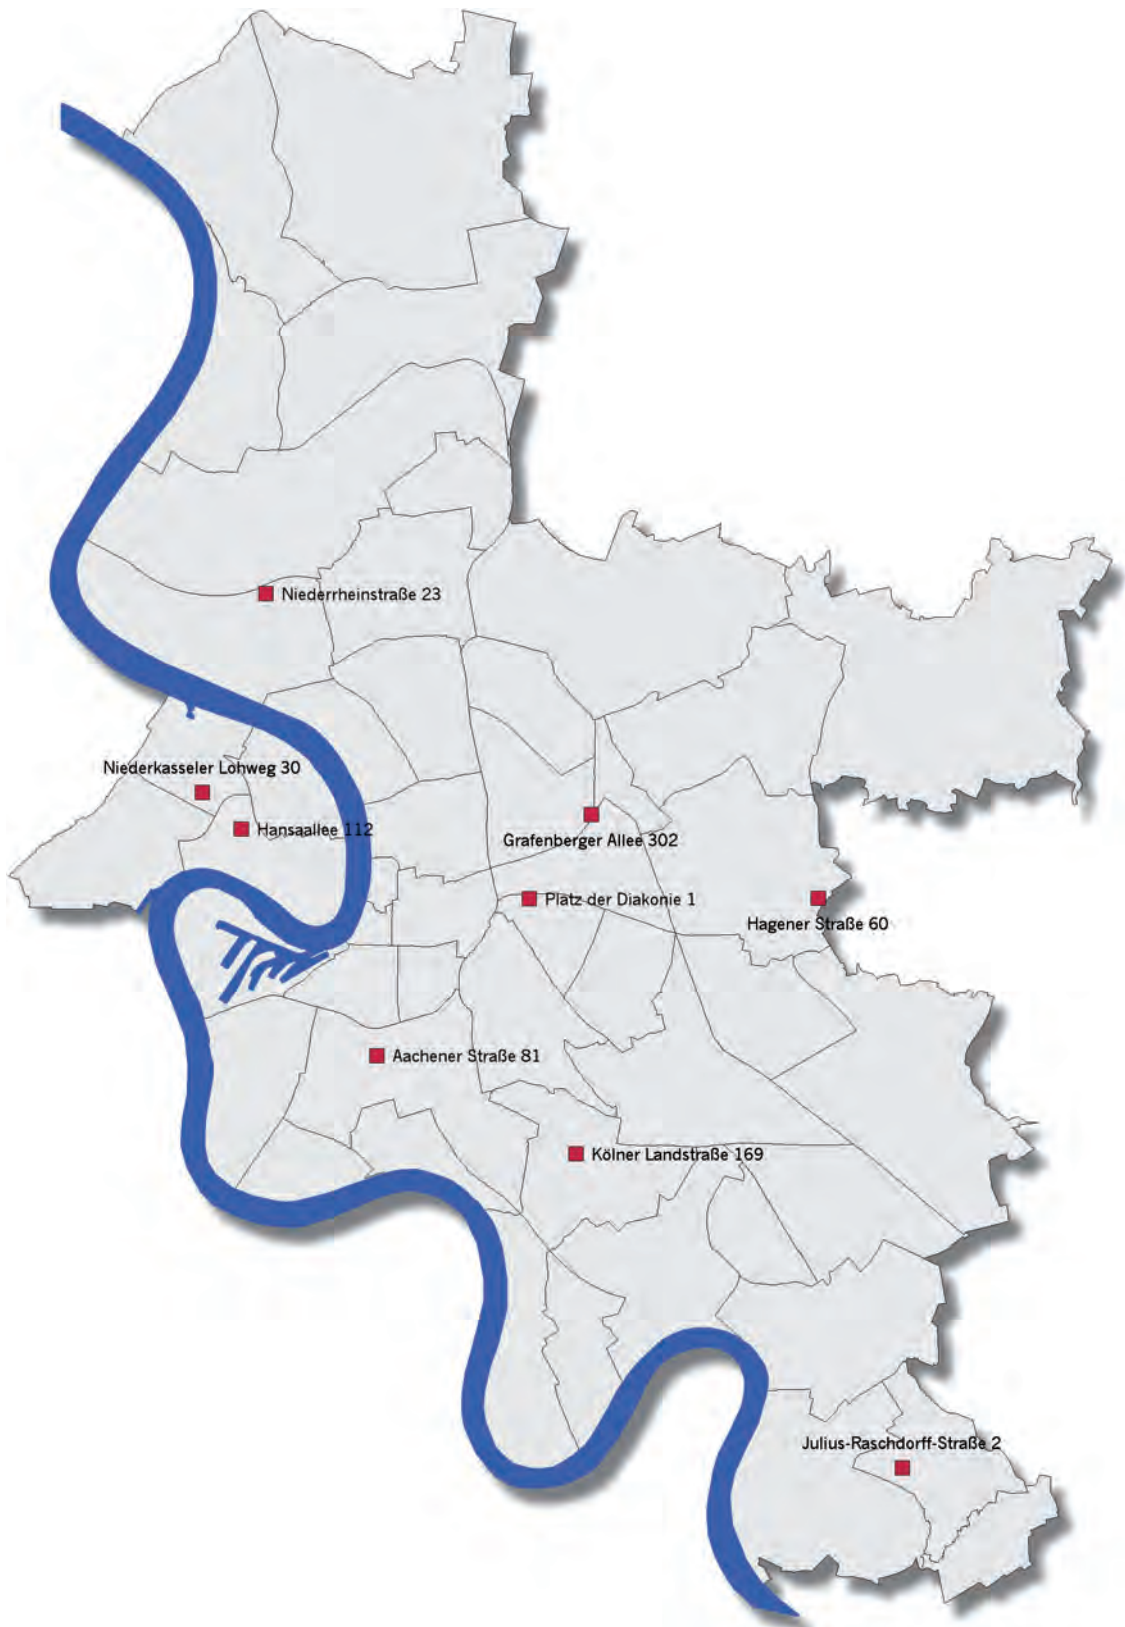 Niederrheinstraße 23
Niederkasseler Lohweg 30
Hansaallee 112
Grafenberger Allee 302
Platz der Diakonie 1
Hagener Straße 60
Aachener Straße 81
Kölner Landstraße 169
Julius-Raschdorff-Straße 2